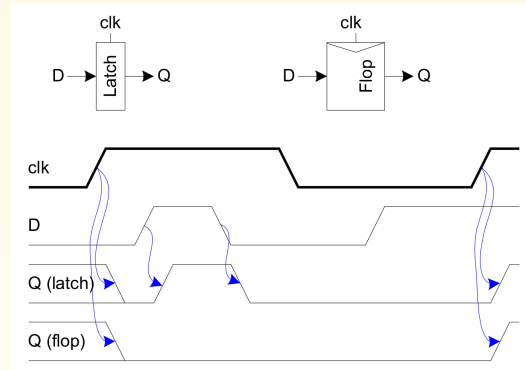 clk clk
D Latch Q D Flop Q
clk
D
Q (latch)
Q (flop)